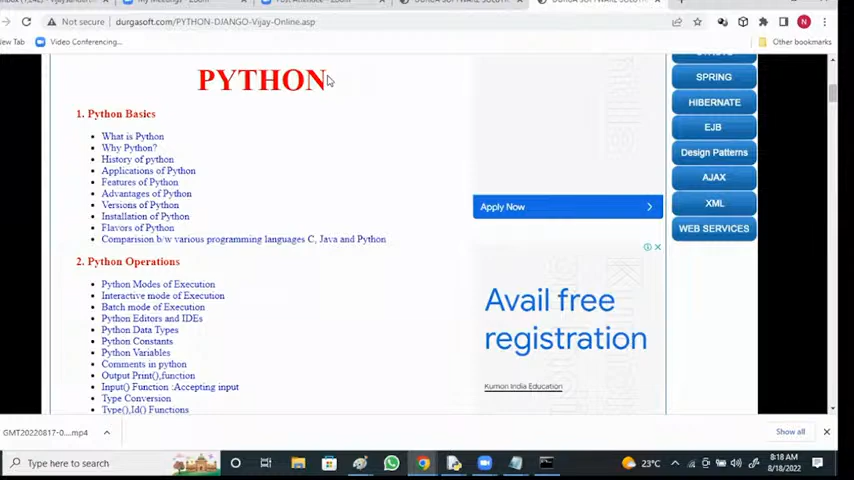 My Meetings - Zoom
Not secure | durgasoft.com/PYTHON-DJANGO-Vijay-Online.asp
N
New Tab
Video Conferencing...
Other bookmarks
PYTHON
1. Python Basics
What is Python
Why Python?
History of python
Applications of Python
Features of Python
Advantages of Python
Versions of Python
Installation of Python
Flavors of Python
Comparision b/w various programming languages C, Java and Python
2. Python Operations
Python Modes of Execution
Interactive mode of Execution
Batch mode of Execution
Python Editors and IDEs
Python Data Types
Python Constants
Python Variables
Comments in python
Output Print(),function
Input() Function :Accepting input
Type Conversion
Type(),Id() Functions
Apply Now
Avail free
registration
Kumon India Education
SPRING
HIBERNATE
EJB
Design Patterns
AJAX
XML
WEB SERVICES
GMT20220817-0....mp4
Show all
Type here to search
23°C
8:18 AM
8/18/2022